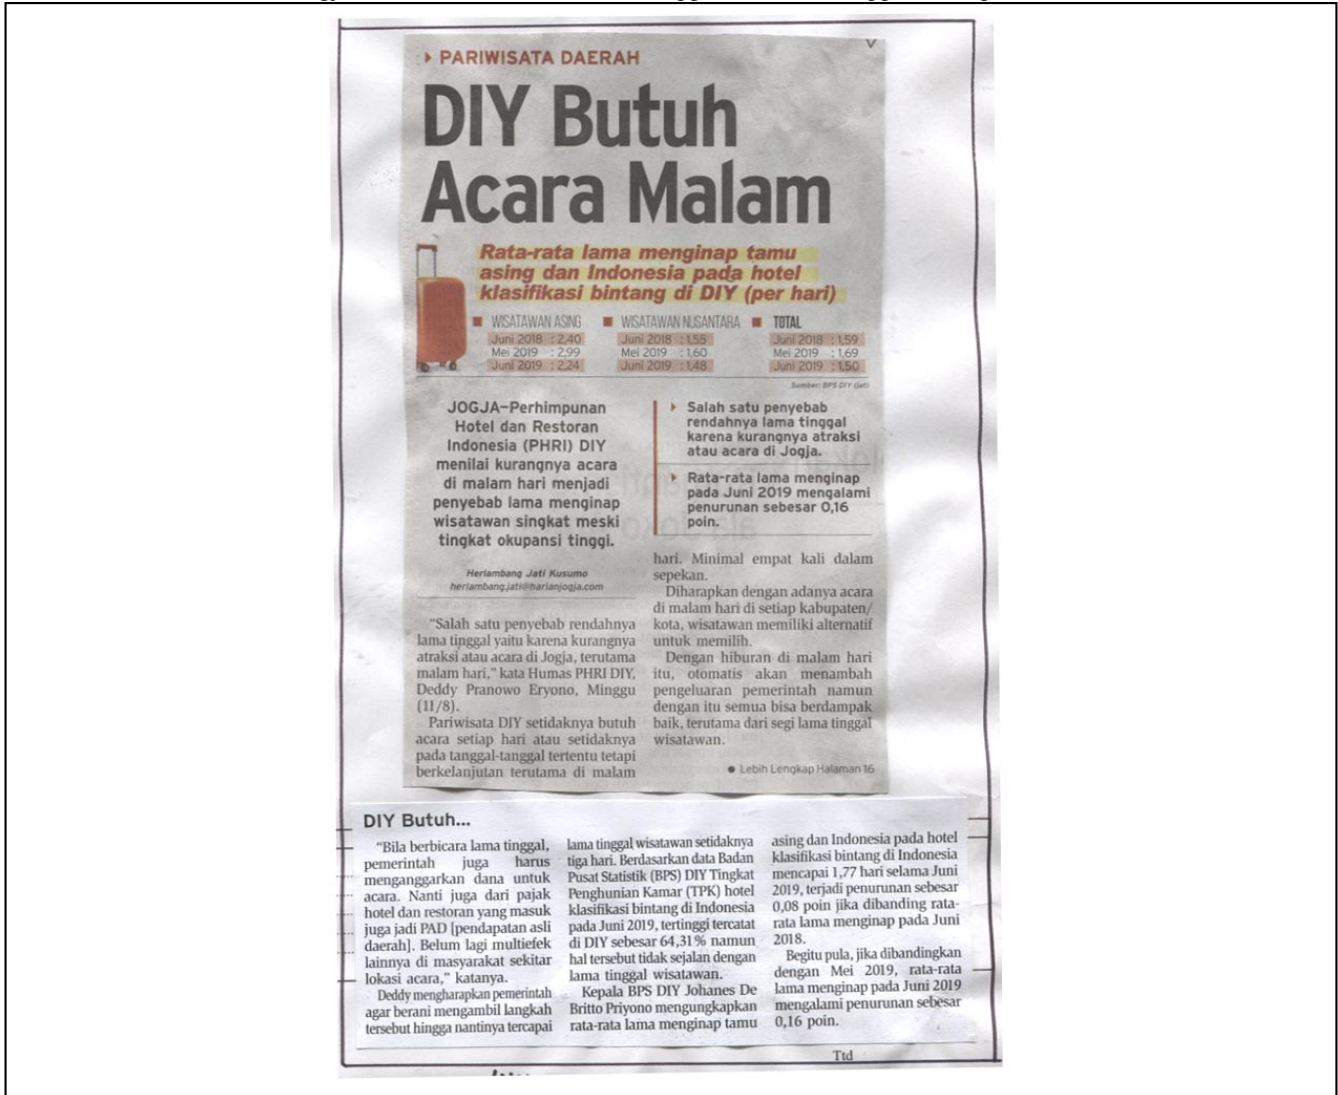 PARIWISATA DAERAH
DIY Butuh
Acara Malam
Rata-rata lama menginap tamu
asing dan Indonesia pada hotel
klasifikasi bintang di DIY (per hari)
WISATAWAN ASING
Juni 2018 : 2,40
Mei 2019 : 2,99
Juni 2019 : 2,24
WISATAWAN NUSANTARA
Juni 2018 : 1,55
Mei 2019 : 1,60
Juni 2019 : 1,48
TOTAL
Juni 2018 : 1,59
Mei 2019 : 1,69
Juni 2019 : 1,50
Sumber: BPS DIY (jat)
JOGJA–Perhimpunan
Hotel dan Restoran
Indonesia (PHRI) DIY
menilai kurangnya acara
di malam hari menjadi
penyebab lama menginap
wisatawan singkat meski
tingkat okupansi tinggi.
Herlambang Jati Kusumo
herlambang.jati@harianjogja.com
Salah satu penyebab
rendahnya lama tinggal
karena kurangnya atraksi
atau acara di Jogja.
Rata-rata lama menginap
pada Juni 2019 mengalami
penurunan sebesar 0,16
poin.
“Salah satu penyebab rendahnya
lama tinggal yaitu karena kurangnya
atraksi atau acara di Jogja, terutama
malam hari,” kata Humas PHRI DIY,
Deddy Pranowo Eryono, Minggu
(11/8).
Pariwisata DIY setidaknya butuh
acara setiap hari atau setidaknya
pada tanggal-tanggal tertentu tetapi
berkelanjutan terutama di malam
hari. Minimal empat kali dalam
sepekan.
Diharapkan dengan adanya acara
di malam hari di setiap kabupaten/
kota, wisatawan memiliki alternatif
untuk memilih.
Dengan hiburan di malam hari
itu, otomatis akan menambah
pengeluaran pemerintah namun
dengan itu semua bisa berdampak
baik, terutama dari segi lama tinggal
wisatawan.
Lebih Lengkap Halaman 16
DIY Butuh...
“Bila berbicara lama tinggal,
pemerintah juga harus
menganggarkan dana untuk
acara. Nanti juga dari pajak
hotel dan restoran yang masuk
juga jadi PAD [pendapatan asli
daerah]. Belum lagi multiefek
lainnya di masyarakat sekitar
lokasi acara,” katanya.
Deddy mengharapkan pemerintah
agar berani mengambil langkah
tersebut hingga nantinya tercapai
lama tinggal wisatawan setidaknya
tiga hari. Berdasarkan data Badan
Pusat Statistik (BPS) DIY Tingkat
Penghunian Kamar (TPK) hotel
klasifikasi bintang di Indonesia
pada Juni 2019, tertinggi tercatat
di DIY sebesar 64,31% namun
hal tersebut tidak sejalan dengan
lama tinggal wisatawan.
Kepala BPS DIY Johanes De
Britto Priyono mengungkapkan
rata-rata lama menginap tamu
asing dan Indonesia pada hotel
klasifikasi bintang di Indonesia
mencapai 1,77 hari selama Juni
2019, terjadi penurunan sebesar
0,08 poin jika dibanding rata-
rata lama menginap pada Juni
2018.
Begitu pula, jika dibandingkan
dengan Mei 2019, rata-rata
lama menginap pada Juni 2019
mengalami penurunan sebesar
0,16 poin.
Ttd